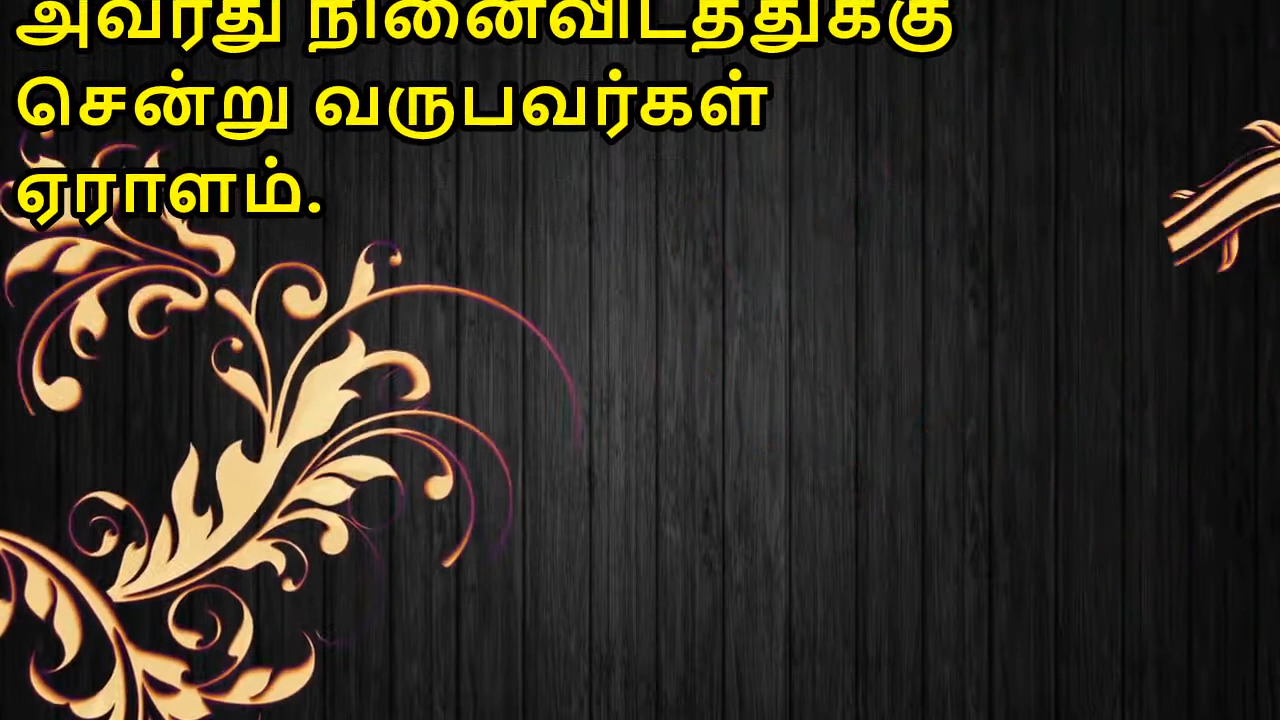 அவரது நினைவிடத்துக்கு
சென்று வருபவர்கள்
ஏராளம்.